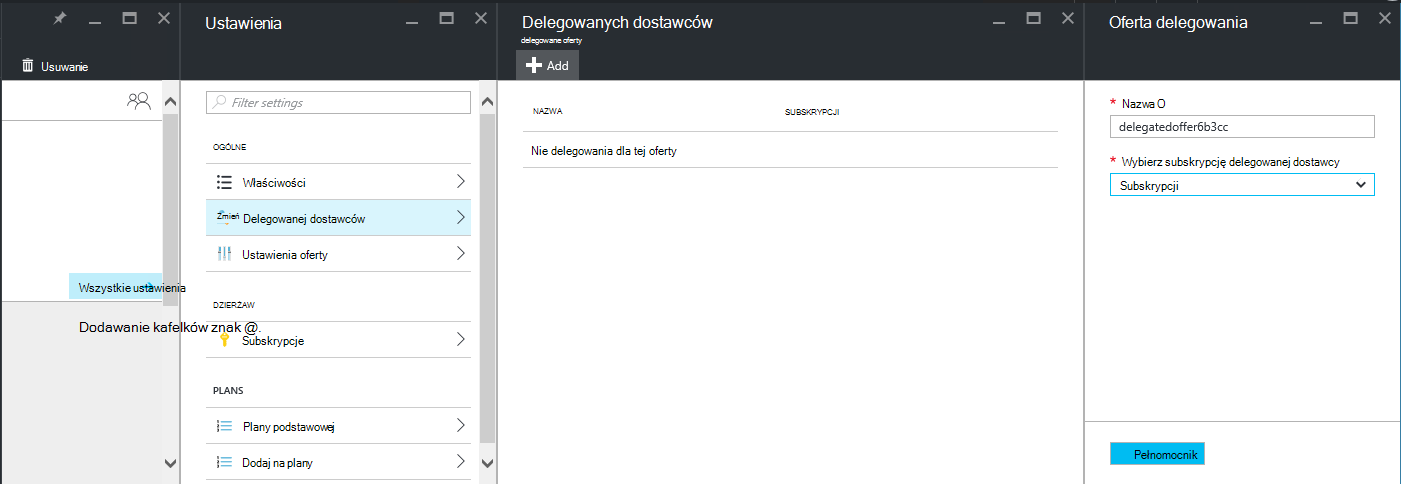 Usuwanie
Wszystkie ustawienia
Dodawanie kafelków znak @.
Ustawienia
Filter settings
OGÓLNE
Właściwości
Zmień Delegowanej dostawców
Ustawienia oferty
DZIERŻAW
Subskrypcje
PLANS
Plany podstawowej
Dodaj na plany
Delegowanych dostawców
delegowane oferty
Add
NAZWA SUBSKRYPCJI
Nie delegowania dla tej oferty
Oferta delegowania
* Nazwa O
delegatedoffer6b3cc
* Wybierz subskrypcję delegowanej dostawcy
Subskrypcji
Pełnomocnik